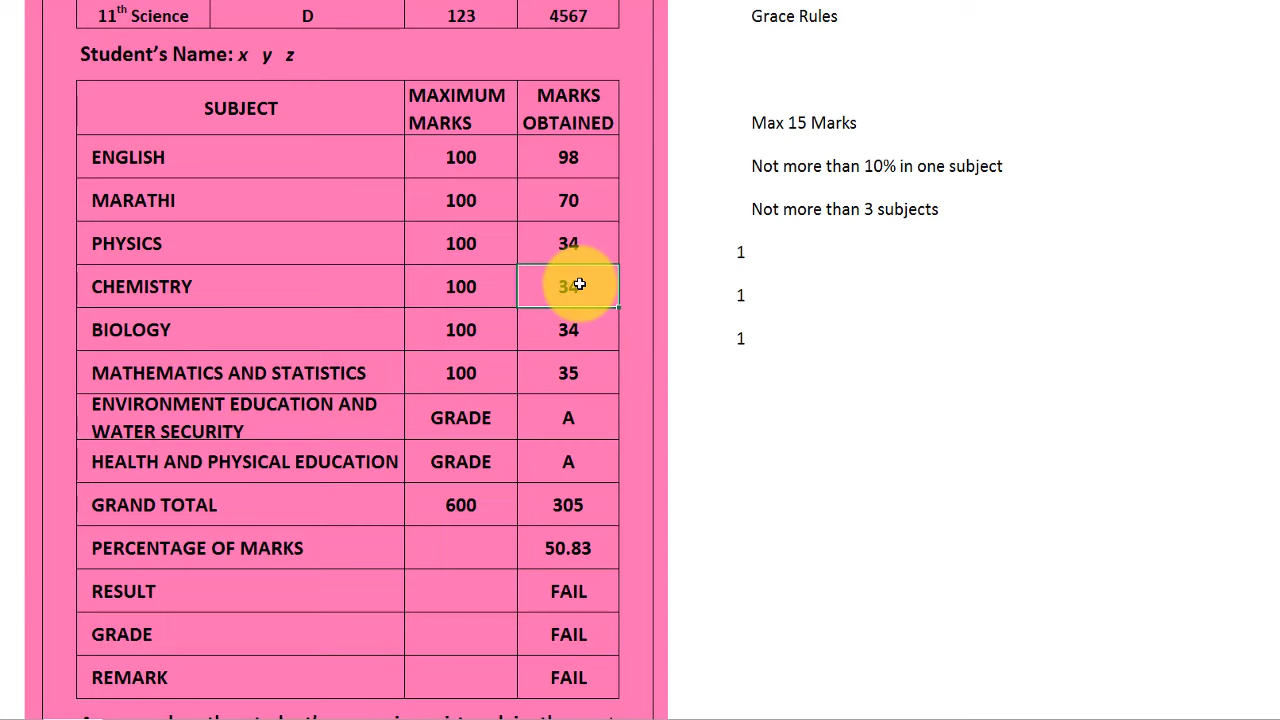 11th Science D 123 4567
Grace Rules
Student's Name: x y z
SUBJECT MAXIMUM MARKS MARKS OBTAINED
Max 15 Marks
ENGLISH 100 98
Not more than 10% in one subject
MARATHI 100 70
Not more than 3 subjects
PHYSICS 100 34
1
CHEMISTRY 100 34
1
BIOLOGY 100 34
1
MATHEMATICS AND STATISTICS 100 35
ENVIRONMENT EDUCATION AND
WATER SECURITY GRADE A
HEALTH AND PHYSICAL EDUCATION GRADE A
GRAND TOTAL 600 305
PERCENTAGE OF MARKS 50.83
RESULT FAIL
GRADE FAIL
REMARK FAIL